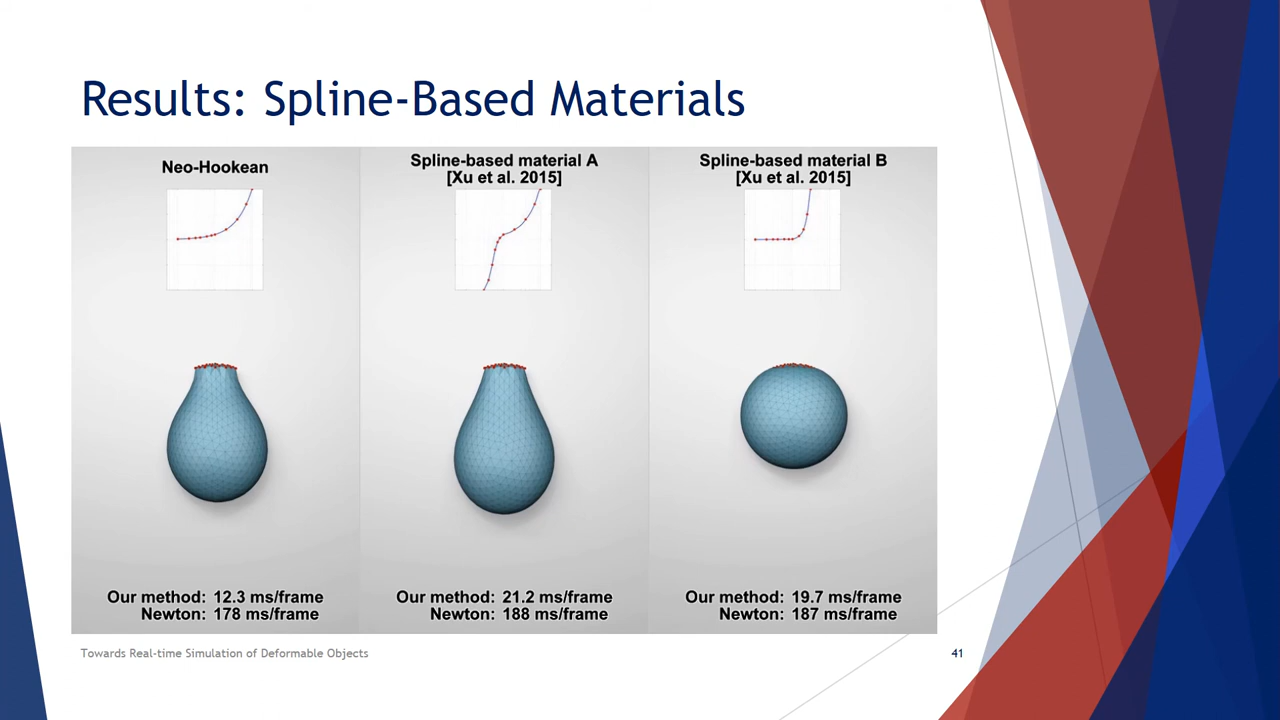 Results: Spline-Based Materials
Neo-Hookean
Spline-based material A
[Xu et al. 2015]
Spline-based material B
[Xu et al. 2015]
Our method: 12.3 ms/frame
Newton: 178 ms/frame
Our method: 21.2 ms/frame
Newton: 188 ms/frame
Our method: 19.7 ms/frame
Newton: 187 ms/frame
Towards Real-time Simulation of Deformable Objects
41